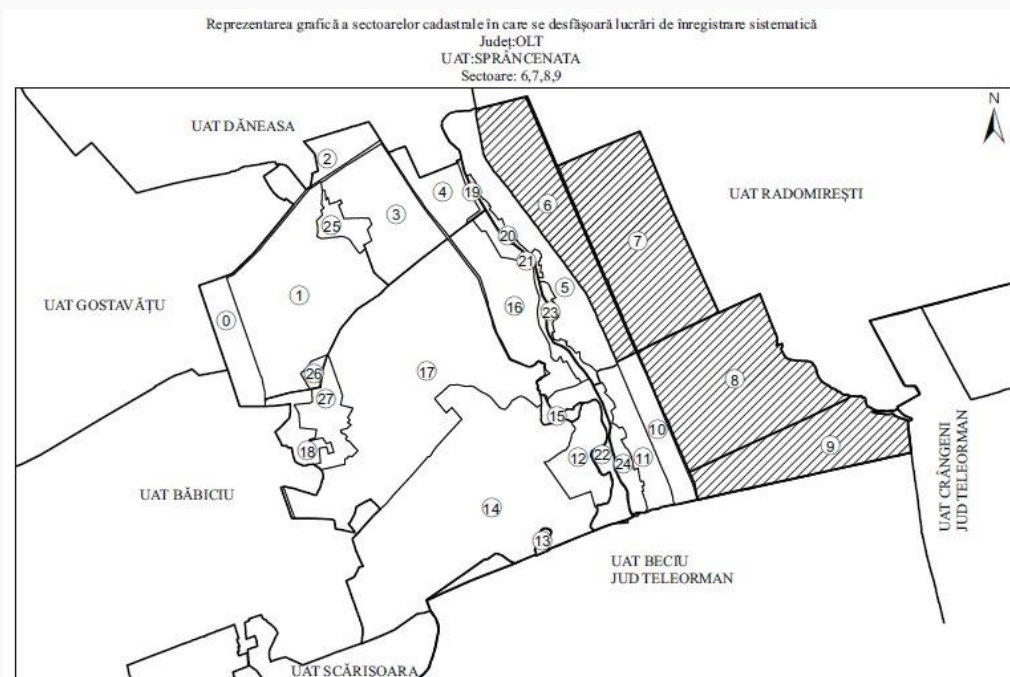 Reprezentarea grafică a sectoarelor cadastrale în care se desfășoară lucrări de înregistrare sistematică
Județ:OLT
UAT:SPRÂNCENATA
Sectoare: 6,7,8,9
N
UAT DĂNEASA
2
4
19
UAT RADOMIREȘTI
6
3
25
20
7
21
5
1
UAT GOSTAVĂȚU
16
23
0
26
17
8
27
15
10
9
18
12
22
24
11
UAT CRÂNGENI
JUD TELEORMAN
UAT BĂBICIU
14
13
UAT BECIU
JUD TELEORMAN
UAT SCĂRIȘOARA